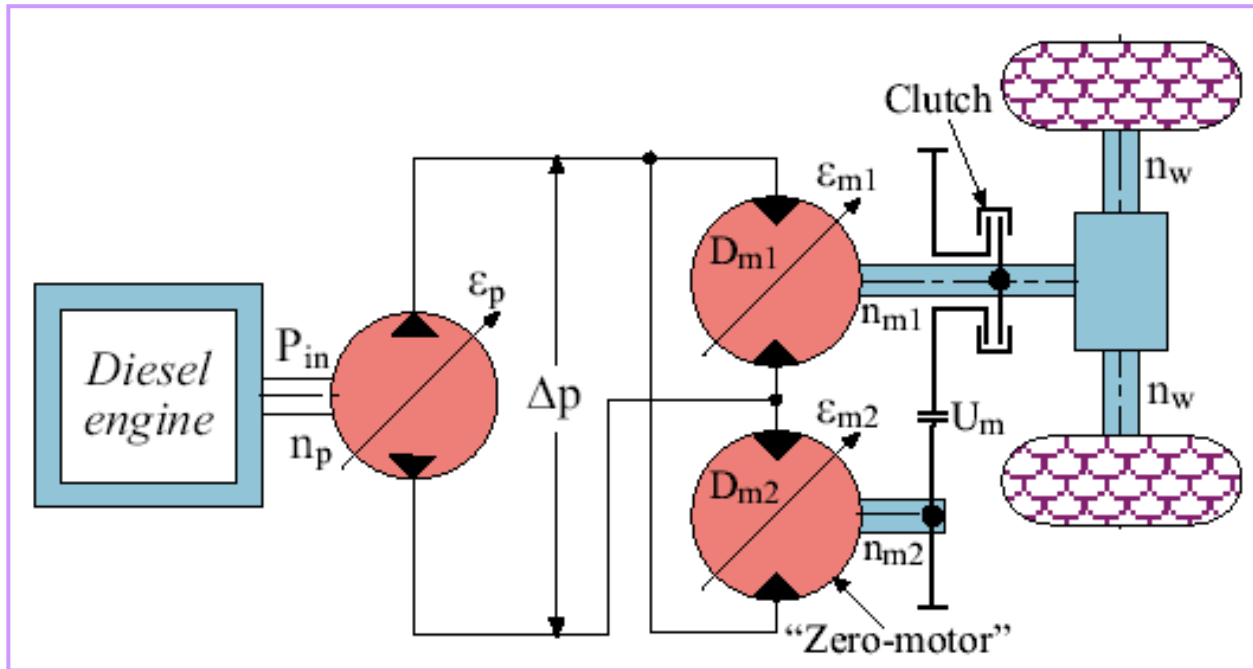 Clutch
n_w
ε_m1
D_m1
ε_p
n_m1
P_in
Diesel
engine
Δp
n_w
ε_m2
U_m
n_p
D_m2
n_m2
“Zero-motor”